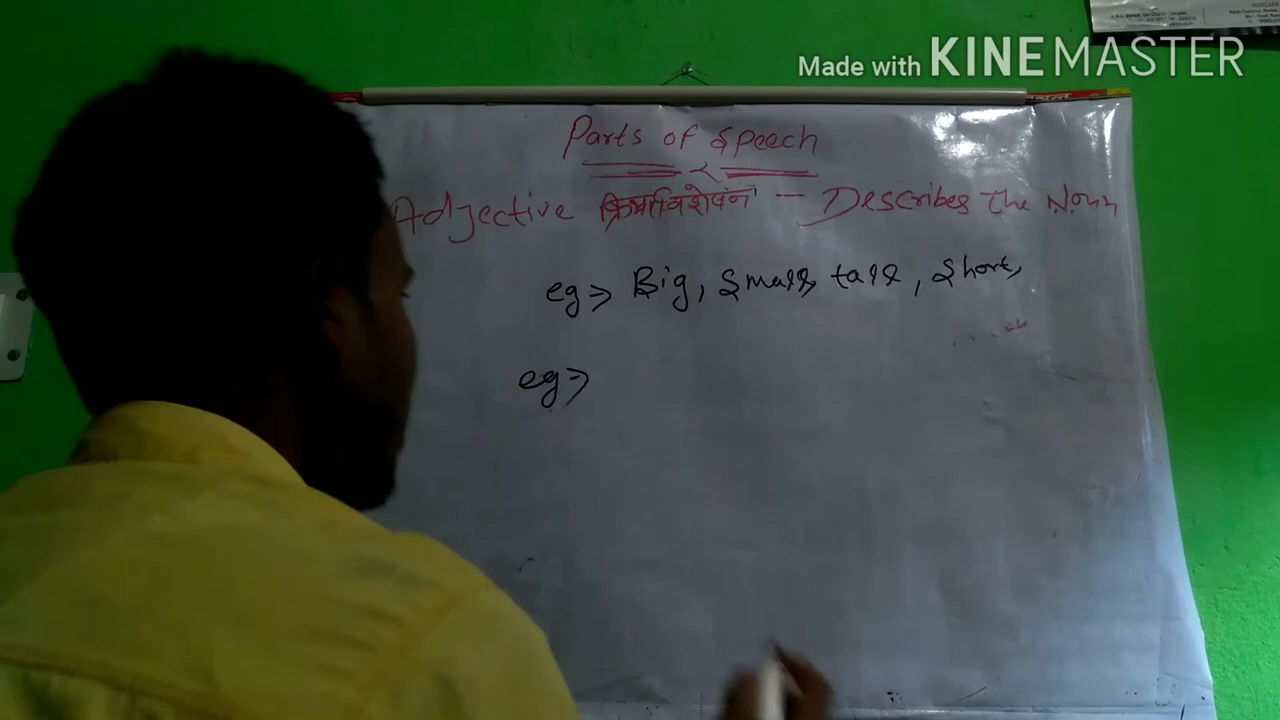 Made with KINEMASTER
Parts of Speech
Adjective क्रियाविशेषण - Describes The Noun
eg> Big, Small, tall, Short,
eg>